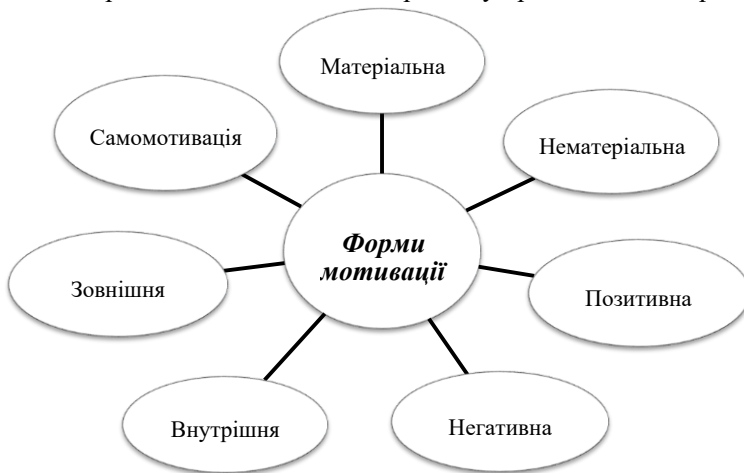 Матеріальна
Самомотивація
Нематеріальна
Форми
мотивації
Зовнішня
Позитивна
Внутрішня
Негативна